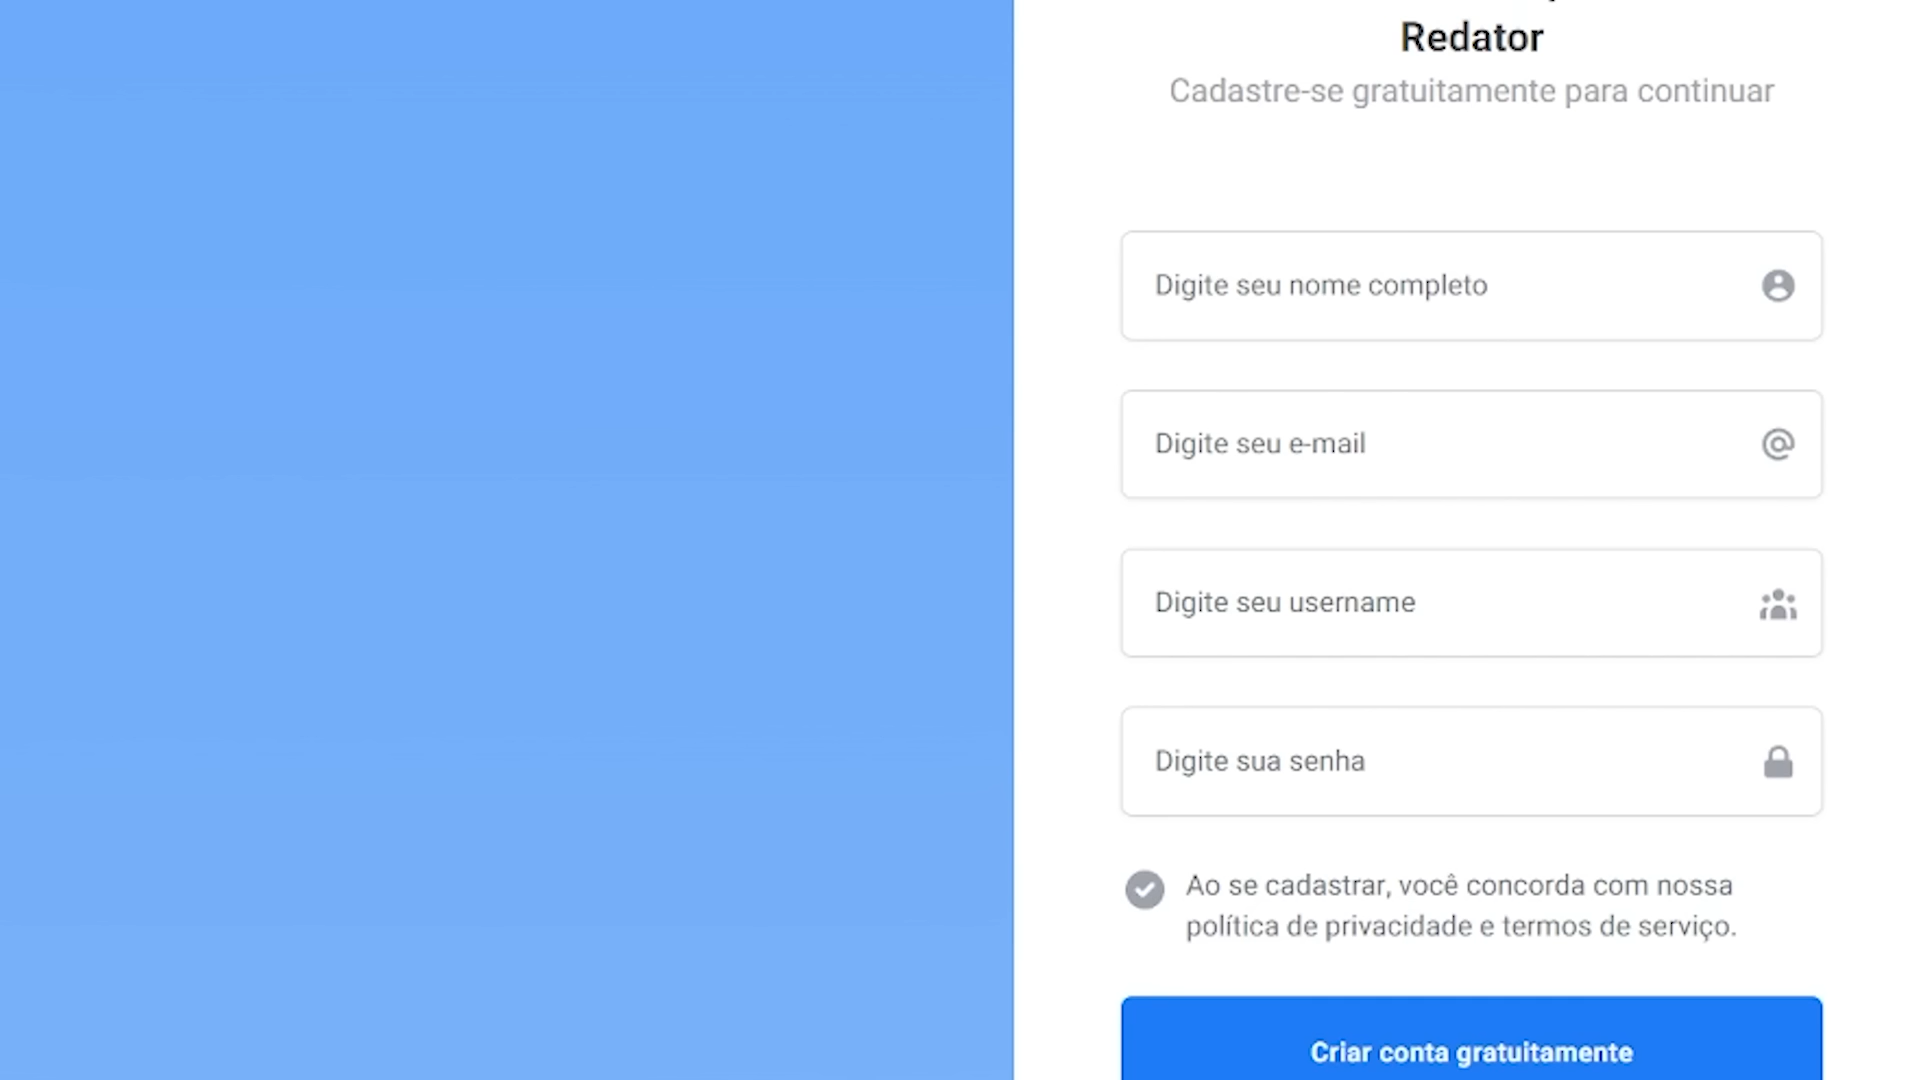 Redator
Cadastre-se gratuitamente para continuar
Digite seu nome completo
Digite seu e-mail
Digite seu username
Digite sua senha
Ao se cadastrar, você concorda com nossa
política de privacidade e termos de serviço.
Criar conta gratuitamente